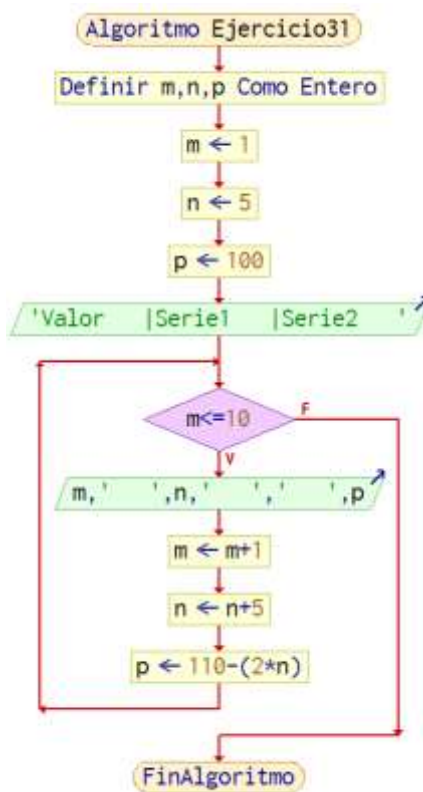 Algoritmo Ejercicio31
Definir m,n,p Como Entero
m ← 1
n ← 5
p ← 100
'Valor   |Serie1   |Serie2   '
m<=10
F
V
m,'    ',n,'    ','    ',p
m ← m+1
n ← n+5
p ← 110-(2*n)
FinAlgoritmo